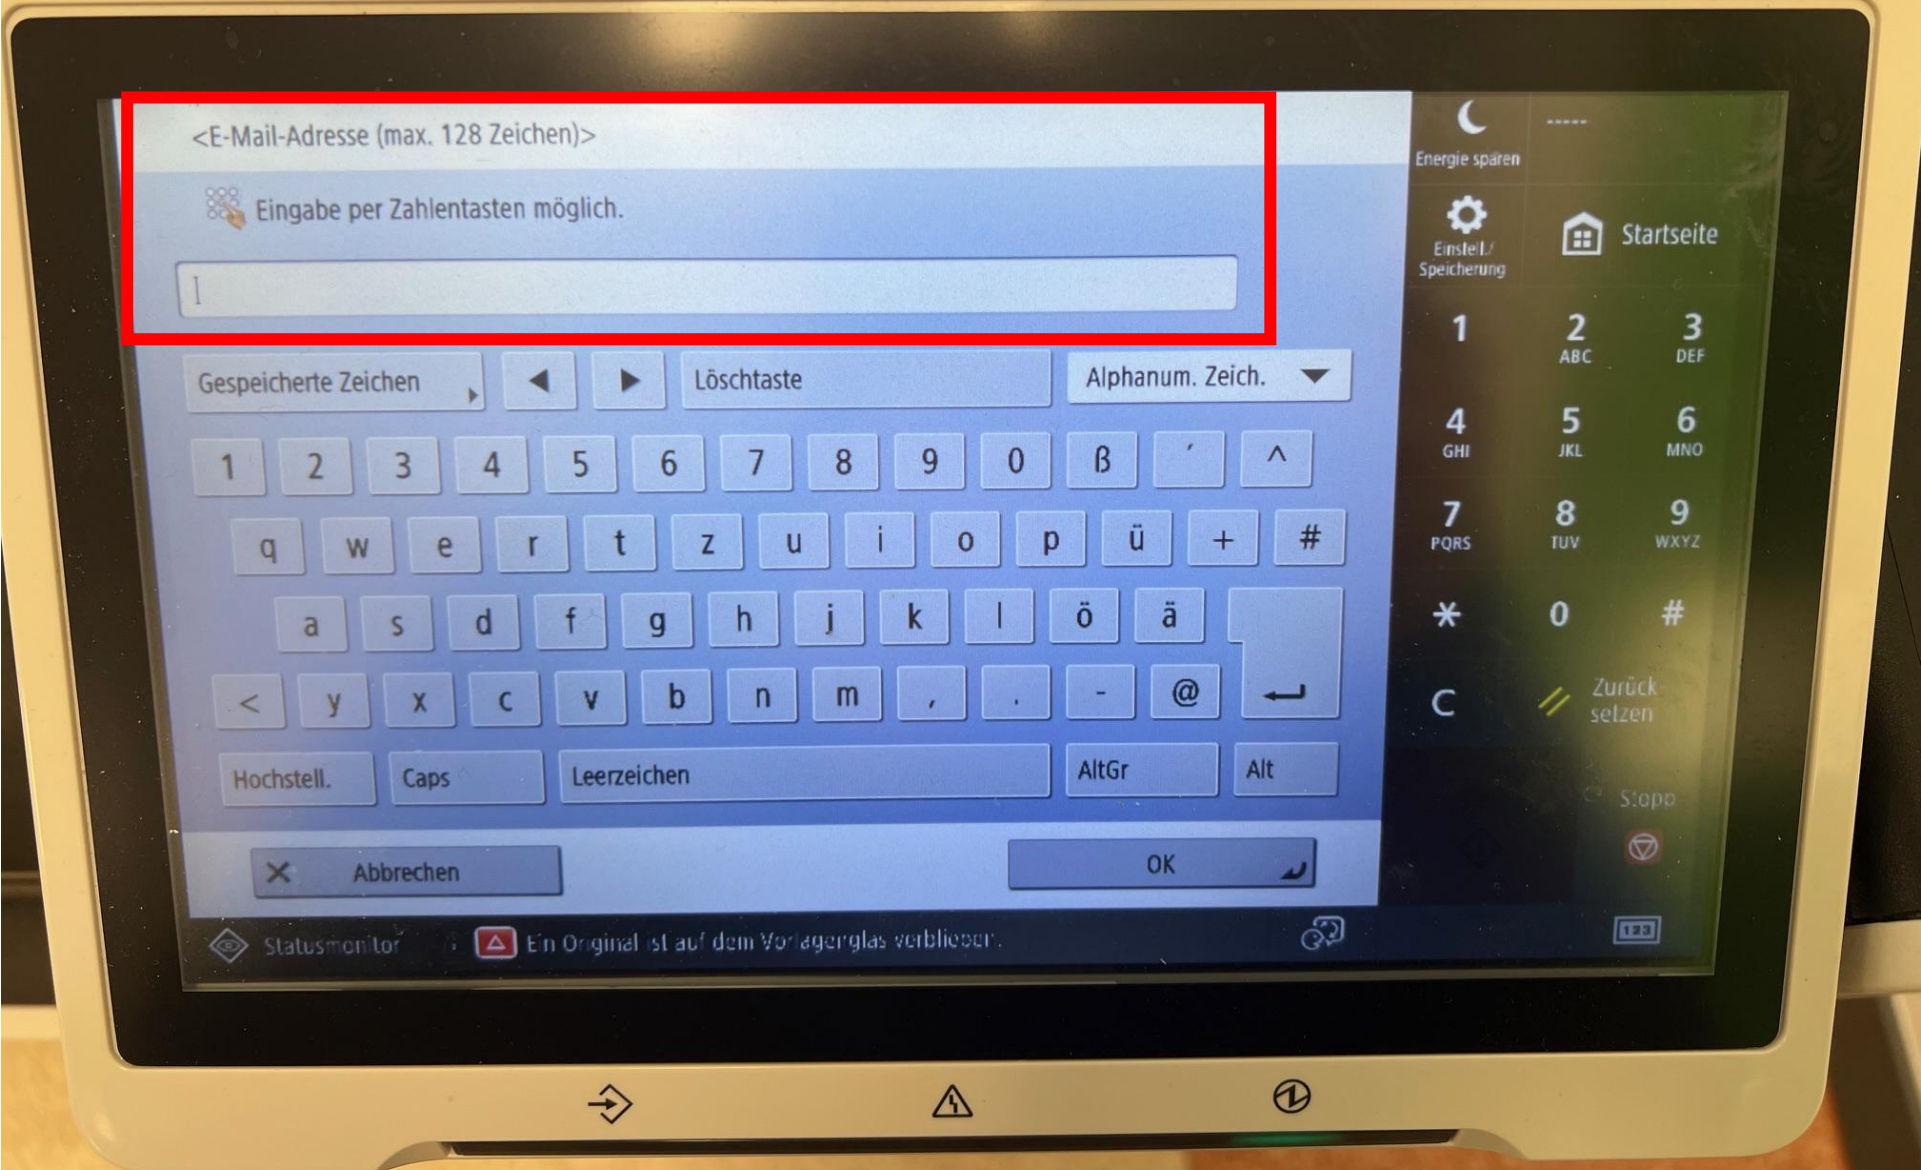 <E-Mail-Adresse (max. 128 Zeichen)>
Eingabe per Zahlentasten möglich.
Gespeicherte Zeichen
Löschtaste
Alphanum. Zeich.
1 2 3 4 5 6 7 8 9 0 ß ´ ^
q w e r t z u i o p ü + #
a s d f g h j k l ö ä
< y x c v b n m , . - @
Hochstell. Caps Leerzeichen AltGr Alt
Abbrechen
OK
Statusmonitor
Ein Original ist auf dem Vorlagenglas verblieben.
Energie sparen
-----
Einstell./
Speicherung
Startseite
1 2 3
ABC DEF
4 5 6
GHI JKL MNO
7 8 9
PQRS TUV WXYZ
* 0 #
C
Zurück
setzen
Stopp
123